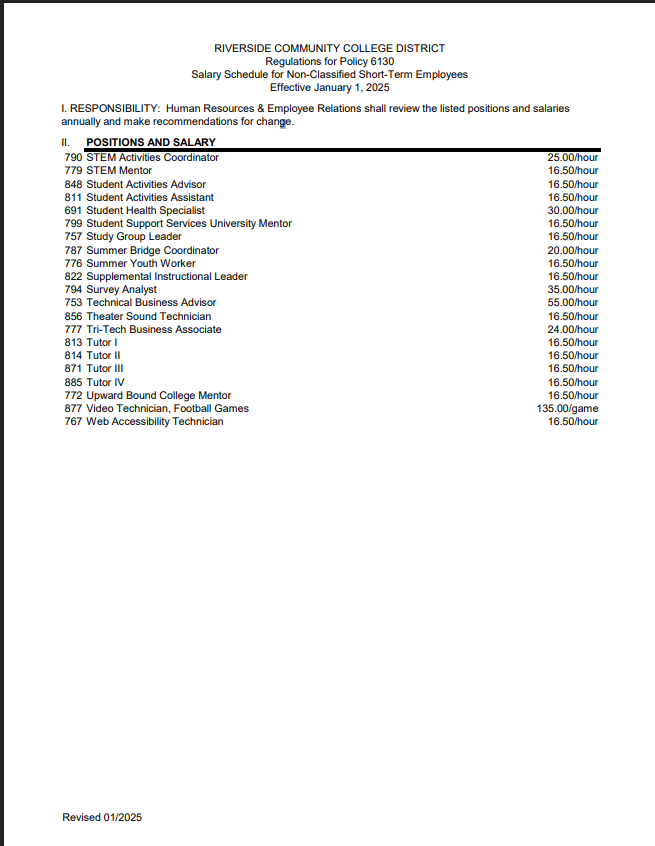 RIVERSIDE COMMUNITY COLLEGE DISTRICT
Regulations for Policy 6130
Salary Schedule for Non-Classified Short-Term Employees
Effective January 1, 2025
I. RESPONSIBILITY: Human Resources & Employee Relations shall review the listed positions and salaries
annually and make recommendations for change.
II. POSITIONS AND SALARY
790 STEM Activities Coordinator 25.00/hour
779 STEM Mentor 16.50/hour
848 Student Activities Advisor 16.50/hour
811 Student Activities Assistant 16.50/hour
691 Student Health Specialist 30.00/hour
799 Student Support Services University Mentor 16.50/hour
757 Study Group Leader 16.50/hour
787 Summer Bridge Coordinator 20.00/hour
776 Summer Youth Worker 16.50/hour
822 Supplemental Instructional Leader 16.50/hour
794 Survey Analyst 35.00/hour
753 Technical Business Advisor 55.00/hour
856 Theater Sound Technician 16.50/hour
777 Tri-Tech Business Associate 24.00/hour
813 Tutor I 16.50/hour
814 Tutor II 16.50/hour
871 Tutor III 16.50/hour
885 Tutor IV 16.50/hour
772 Upward Bound College Mentor 16.50/hour
877 Video Technician, Football Games 135.00/game
767 Web Accessibility Technician 16.50/hour
Revised 01/2025